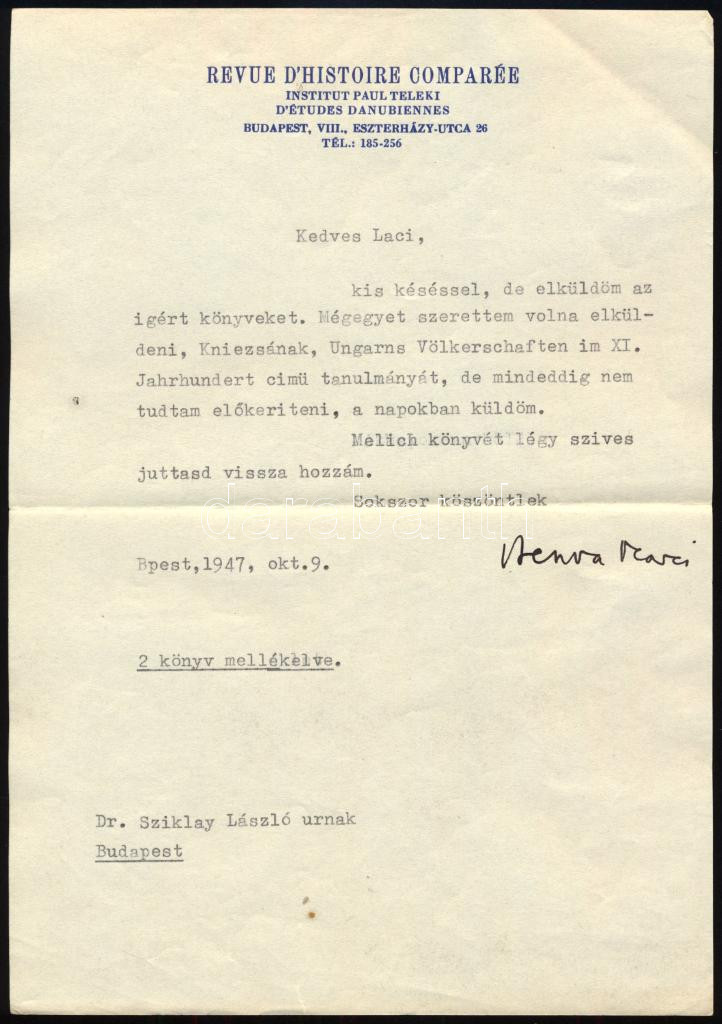 REVUE D'HISTOIRE COMPARÉE
INSTITUT PAUL TELEKI
D'ÉTUDES DANUBIENNES
BUDAPEST, VIII., ESZTERHÁZY-UTCA 26
TÉL.: 185-256
Kedves Laci,
kis késéssel, de elküldöm az
igért könyveket. Mégegyet szerettem volna elkül-
deni, Kniezsának, Ungarns Völkerschaften im XI.
Jahrhundert cimü tanulmányát, de mindeddig nem
tudtam előkeriteni, a napokban küldöm.
Melich könyvét légy szives
juttasd vissza hozzám.
Sokszor köszöntlek
darabanth
Bpest,1947, okt.9.
2 könyv mellékelve.
Dr. Sziklay László urnak
Budapest